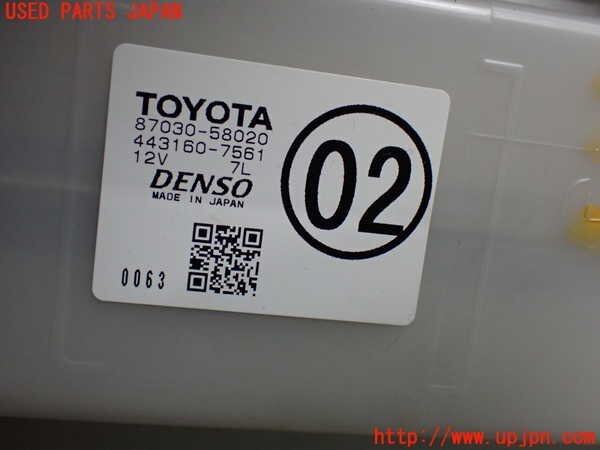 USED PARTS JAPAN
TOYOTA
87030-58020
443160-7561
12V 7L
DENSO
MADE IN JAPAN
02
0063
http://www.upjpn.com/